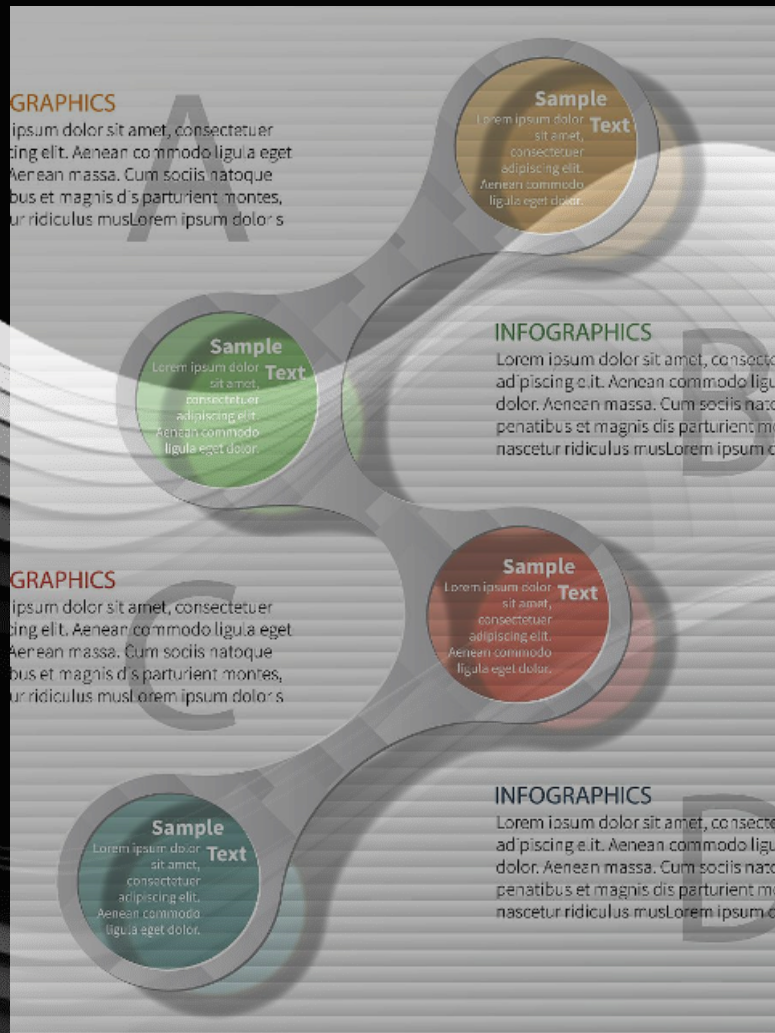 Sample
Text
Lorem ipsum dolor
sit amet,
consectetuer
adipiscing elit.
Aenean commodo
ligula eget dolor.
GRAPHICS
ipsum dolor sit amet, consectetuer
cing elit. Aenean commodo ligula eget
Aenean massa. Cum sociis natoque
bus et magnis dis parturient montes,
ur ridiculus musLorem ipsum dolor s
A
Sample
Text
Lorem ipsum dolor
sit amet,
consectetuer
adipiscing elit.
Aenean commodo
ligula eget dolor.
INFOGRAPHICS
Lorem ipsum dolor sit amet, consecte
adipiscing elit. Aenean commodo ligu
dolor. Aenean massa. Cum sociis nato
penatibus et magnis dis parturient mo
nascetur ridiculus musLorem ipsum d
B
Sample
Text
Lorem ipsum dolor
sit amet,
consectetuer
adipiscing elit.
Aenean commodo
ligula eget dolor.
GRAPHICS
ipsum dolor sit amet, consectetuer
cing elit. Aenean commodo ligula eget
Aenean massa. Cum sociis natoque
bus et magnis dis parturient montes,
ur ridiculus musLorem ipsum dolor s
C
Sample
Text
Lorem ipsum dolor
sit amet,
consectetuer
adipiscing elit.
Aenean commodo
ligula eget dolor.
INFOGRAPHICS
Lorem ipsum dolor sit amet, consecte
adipiscing elit. Aenean commodo ligu
dolor. Aenean massa. Cum sociis nato
penatibus et magnis dis parturient mo
nascetur ridiculus musLorem ipsum d
D